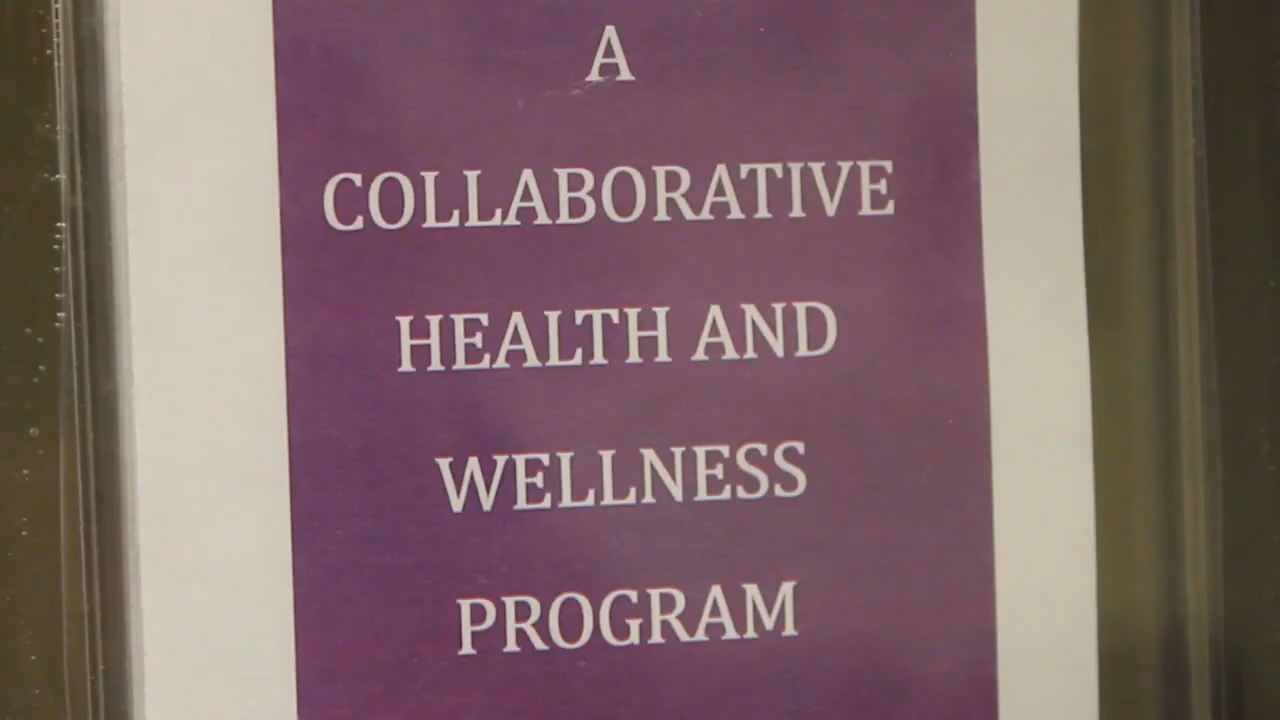 A
COLLABORATIVE
HEALTH AND
WELLNESS
PROGRAM